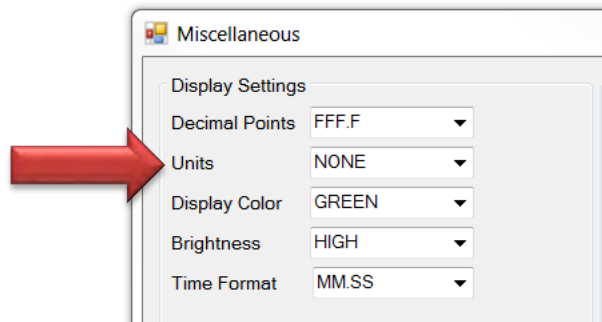 Miscellaneous
Display Settings
Decimal Points FFF.F
Units NONE
Display Color GREEN
Brightness HIGH
Time Format MM.SS